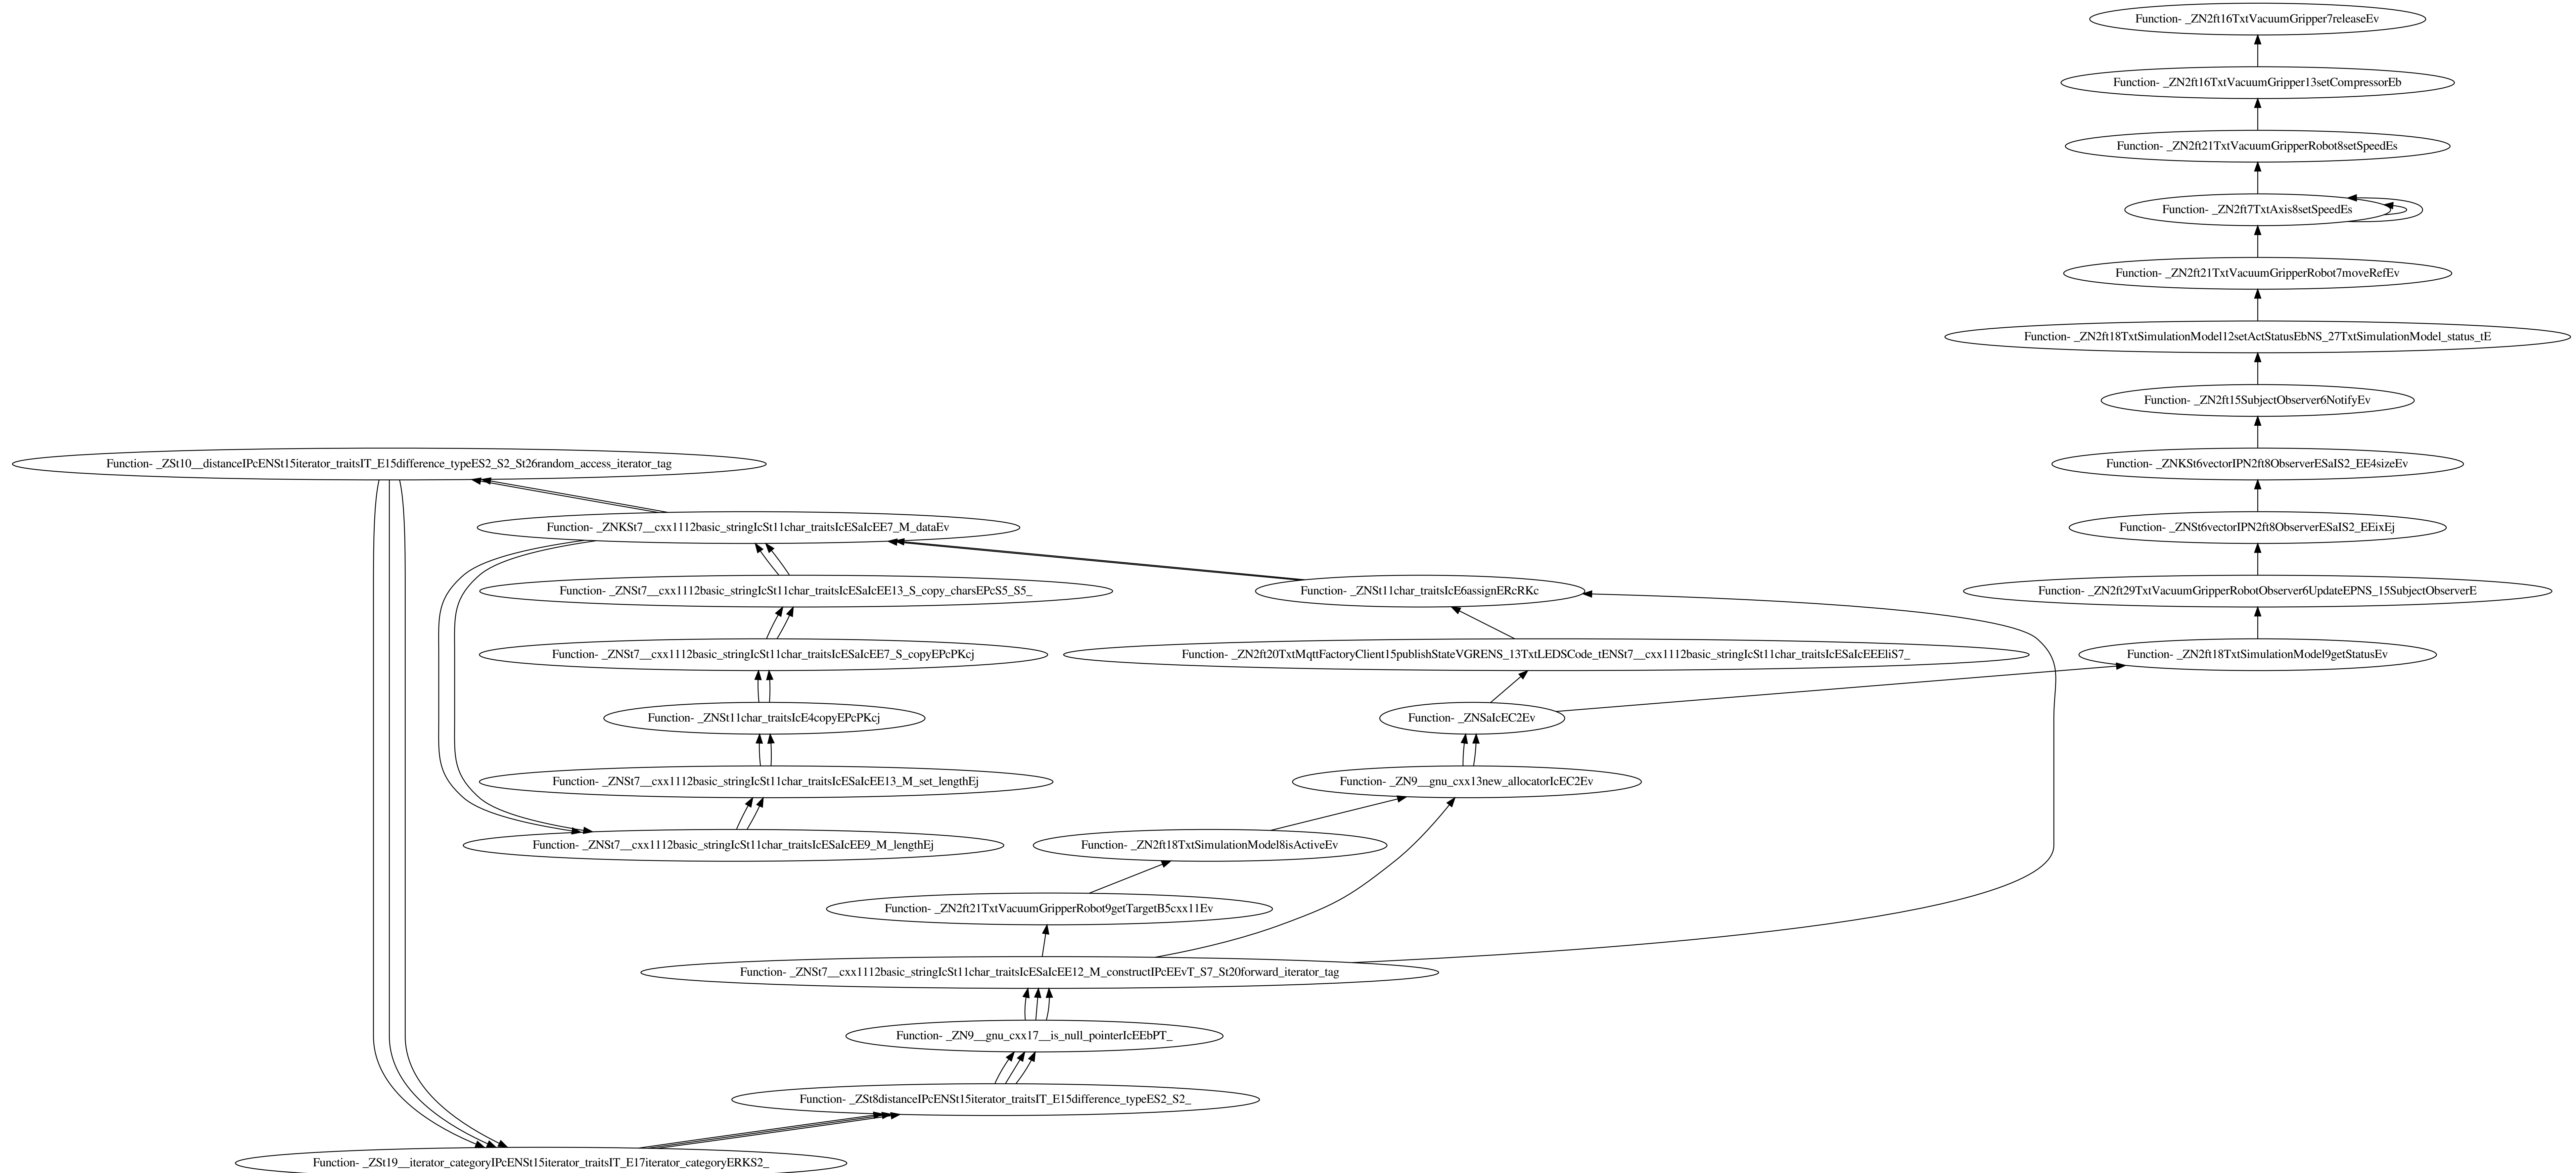 Function- _ZN2ft16TxtVacuumGripper7releaseEv
Function- _ZN2ft16TxtVacuumGripper13setCompressorEb
Function- _ZN2ft21TxtVacuumGripperRobot8setSpeedEs
Function- _ZN2ft7TxtAxis8setSpeedEs
Function- _ZN2ft21TxtVacuumGripperRobot7moveRefEv
Function- _ZN2ft18TxtSimulationModel12setActStatusEbNS_27TxtSimulationModel_status_tE
Function- _ZN2ft15SubjectObserver6NotifyEv
Function- _ZSt10__distanceIPcENSt15iterator_traitsIT_E15difference_typeES2_S2_St26random_access_iterator_tag
Function- _ZNKSt6vectorIPN2ft8ObserverESaIS2_EE4sizeEv
Function- _ZNKSt7__cxx1112basic_stringIcSt11char_traitsIcESaIcEE7_M_dataEv
Function- _ZNSt6vectorIPN2ft8ObserverESaIS2_EEixEj
Function- _ZNSt7__cxx1112basic_stringIcSt11char_traitsIcESaIcEE13_S_copy_charsEPcS5_S5_
Function- _ZNSt11char_traitsIcE6assignERcRKc
Function- _ZN2ft29TxtVacuumGripperRobotObserver6UpdateEPNS_15SubjectObserverE
Function- _ZNSt7__cxx1112basic_stringIcSt11char_traitsIcESaIcEE7_S_copyEPcPKcj
Function- _ZN2ft20TxtMqttFactoryClient15publishStateVGRENS_13TxtLEDSCode_tENSt7__cxx1112basic_stringIcSt11char_traitsIcESaIcEEEliS7_
Function- _ZN2ft18TxtSimulationModel9getStatusEv
Function- _ZNSt11char_traitsIcE4copyEPcPKcj
Function- _ZNSaIcEC2Ev
Function- _ZNSt7__cxx1112basic_stringIcSt11char_traitsIcESaIcEE13_M_set_lengthEj
Function- _ZN9__gnu_cxx13new_allocatorIcEC2Ev
Function- _ZNSt7__cxx1112basic_stringIcSt11char_traitsIcESaIcEE9_M_lengthEj
Function- _ZN2ft18TxtSimulationModel8isActiveEv
Function- _ZN2ft21TxtVacuumGripperRobot9getTargetB5cxx11Ev
Function- _ZNSt7__cxx1112basic_stringIcSt11char_traitsIcESaIcEE12_M_constructIPcEEvT_S7_St20forward_iterator_tag
Function- _ZN9__gnu_cxx17__is_null_pointerIcEEbPT_
Function- _ZSt8distanceIPcENSt15iterator_traitsIT_E15difference_typeES2_S2_
Function- _ZSt19__iterator_categoryIPcENSt15iterator_traitsIT_E17iterator_categoryERKS2_